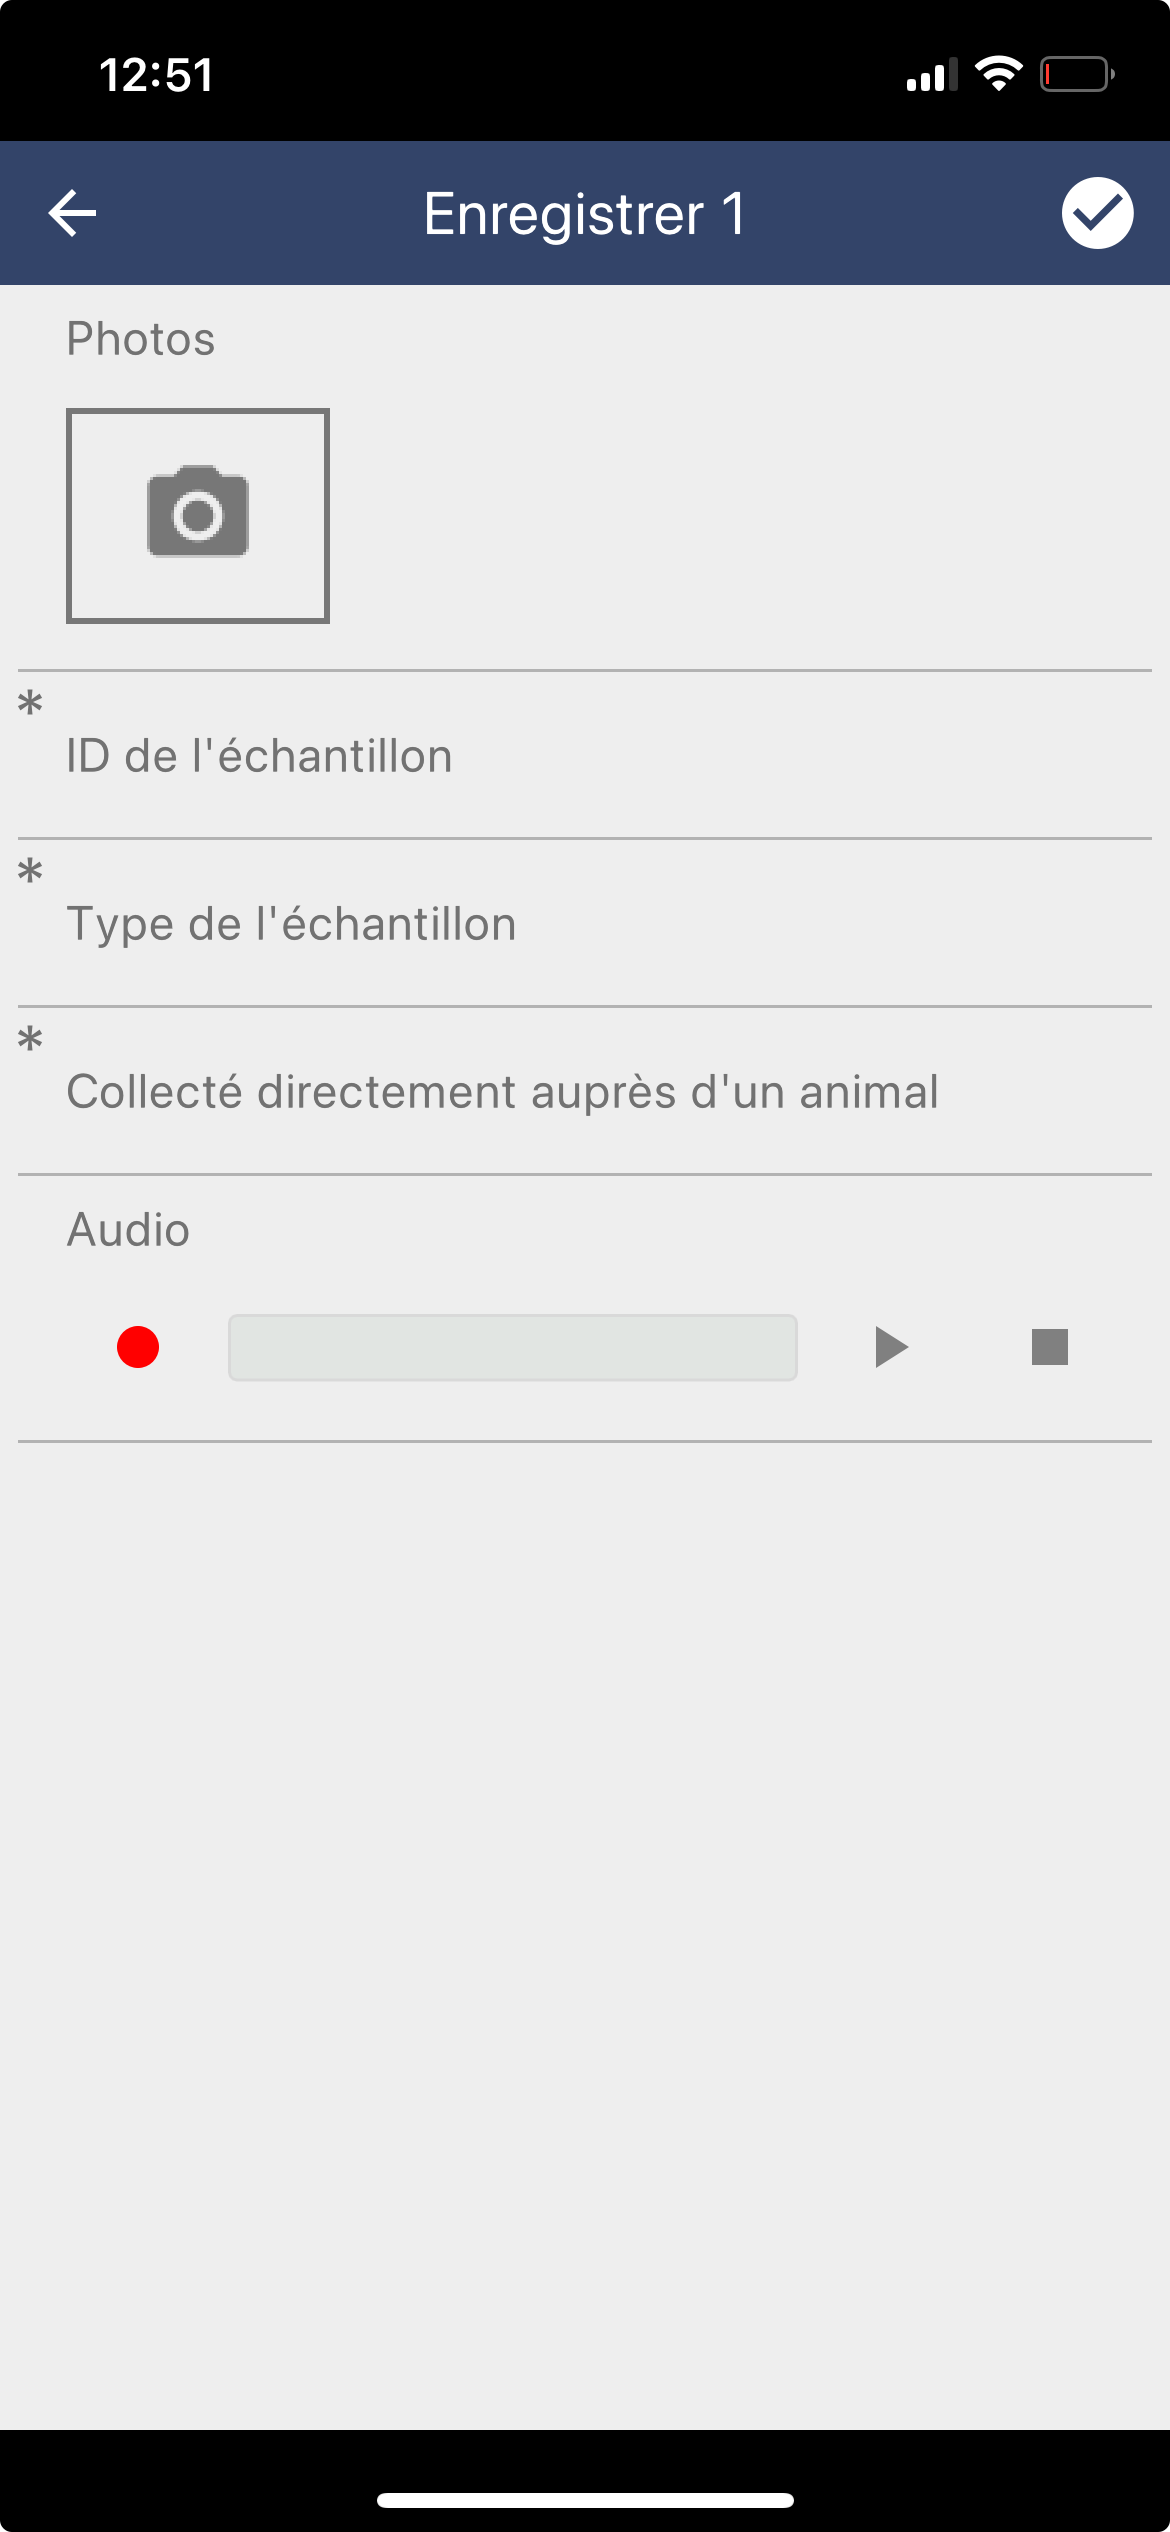 12:51
Enregistrer 1
Photos
*
ID de l'échantillon
*
Type de l'échantillon
*
Collecté directement auprès d'un animal
Audio